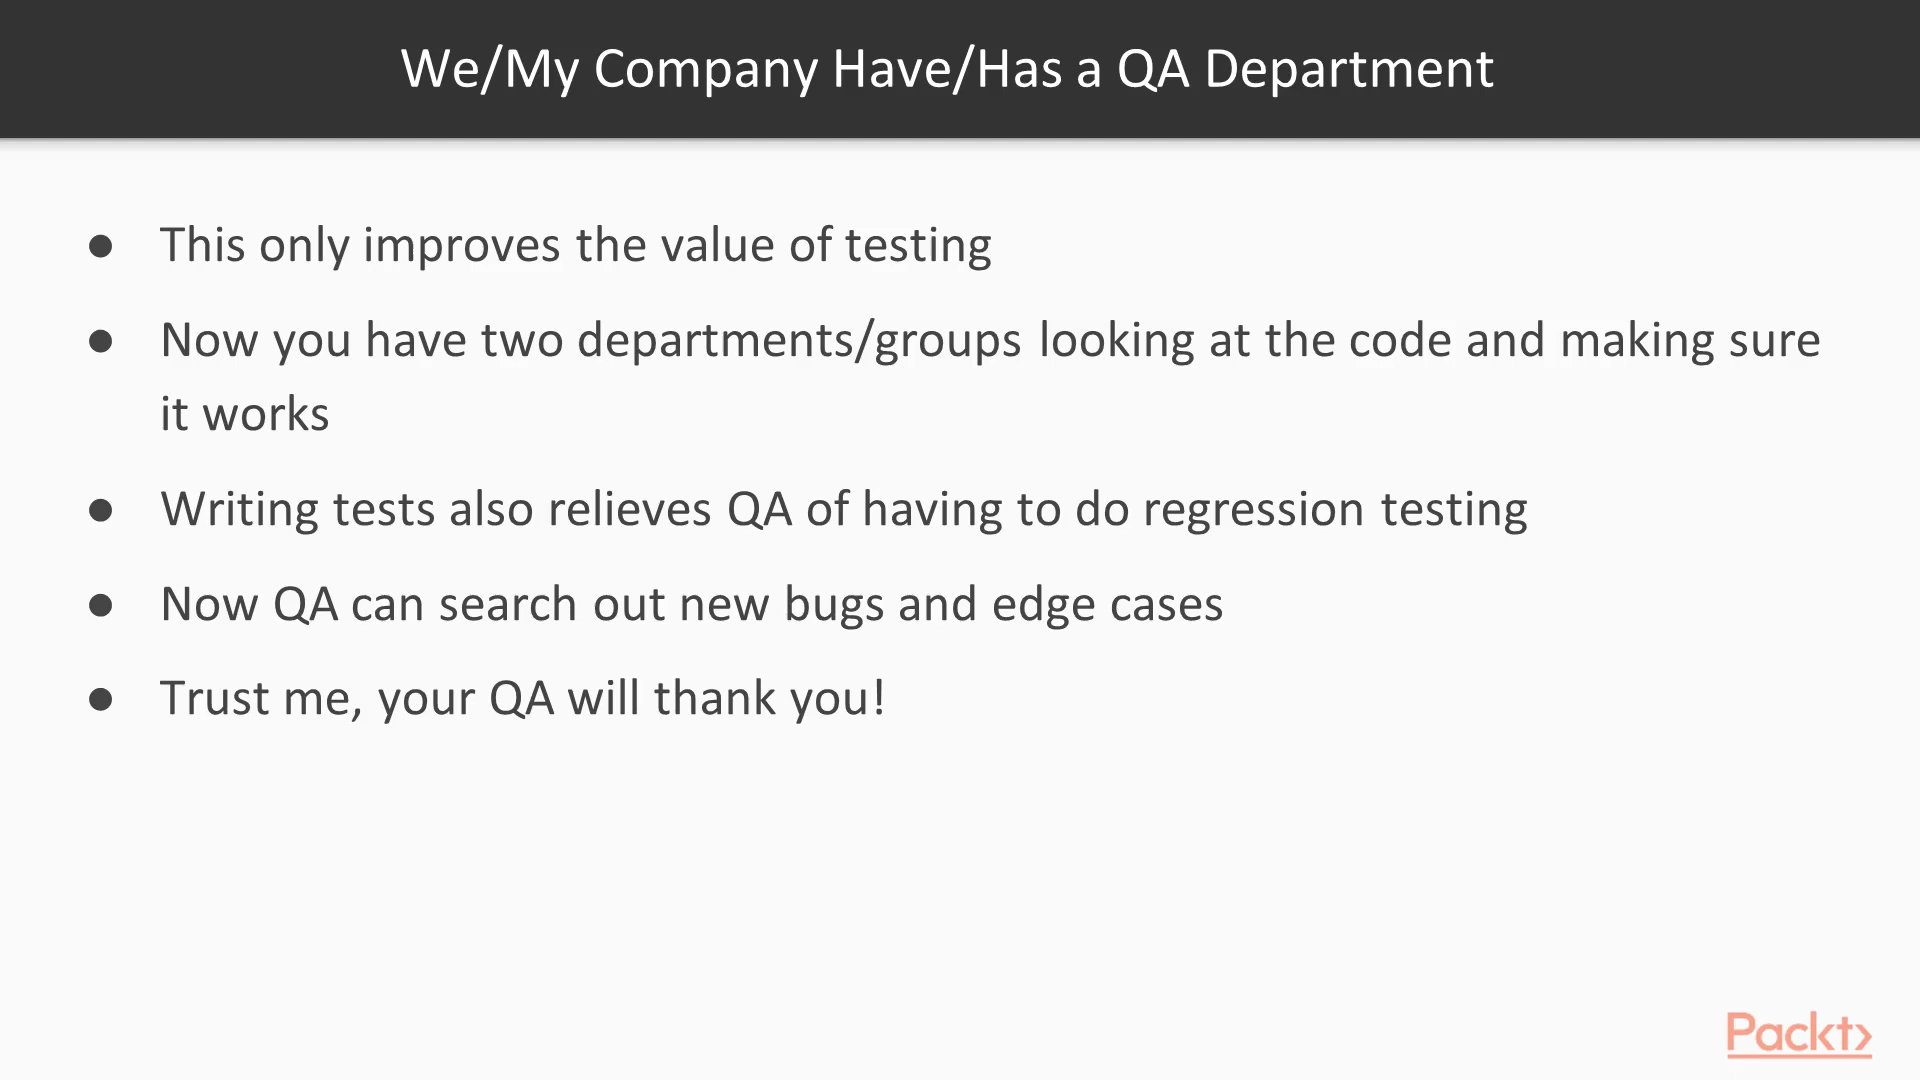 We/My Company Have/Has a QA Department
● This only improves the value of testing
● Now you have two departments/groups looking at the code and making sure
it works
● Writing tests also relieves QA of having to do regression testing
● Now QA can search out new bugs and edge cases
● Trust me, your QA will thank you!
Packt>